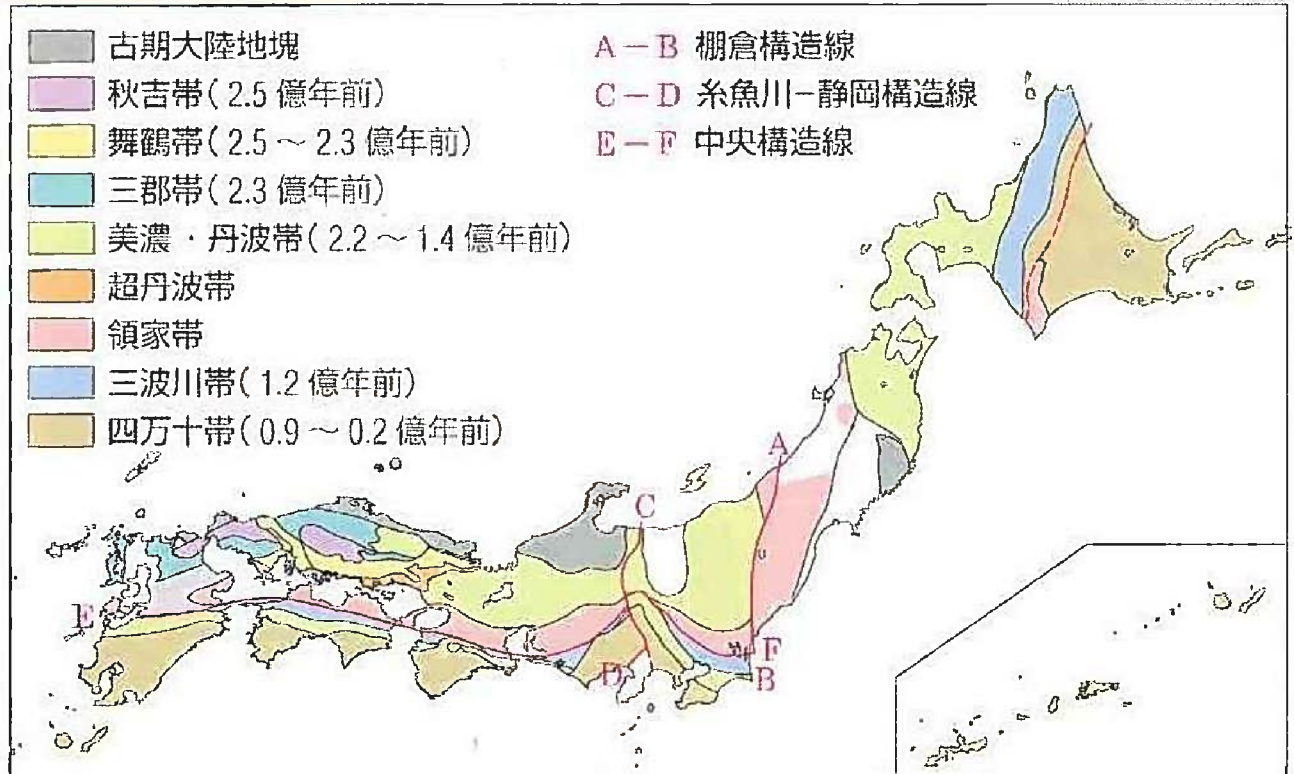 古期大陸地塊
秋吉帯(2.5億年前)
舞鶴帯(2.5～2.3億年前)
三郡帯(2.3億年前)
美濃・丹波帯(2.2～1.4億年前)
超丹波帯
領家帯
三波川帯(1.2億年前)
四万十帯(0.9～0.2億年前)
A－B 棚倉構造線
C－D 糸魚川－静岡構造線
E－F 中央構造線
A
C
E
F
D
B